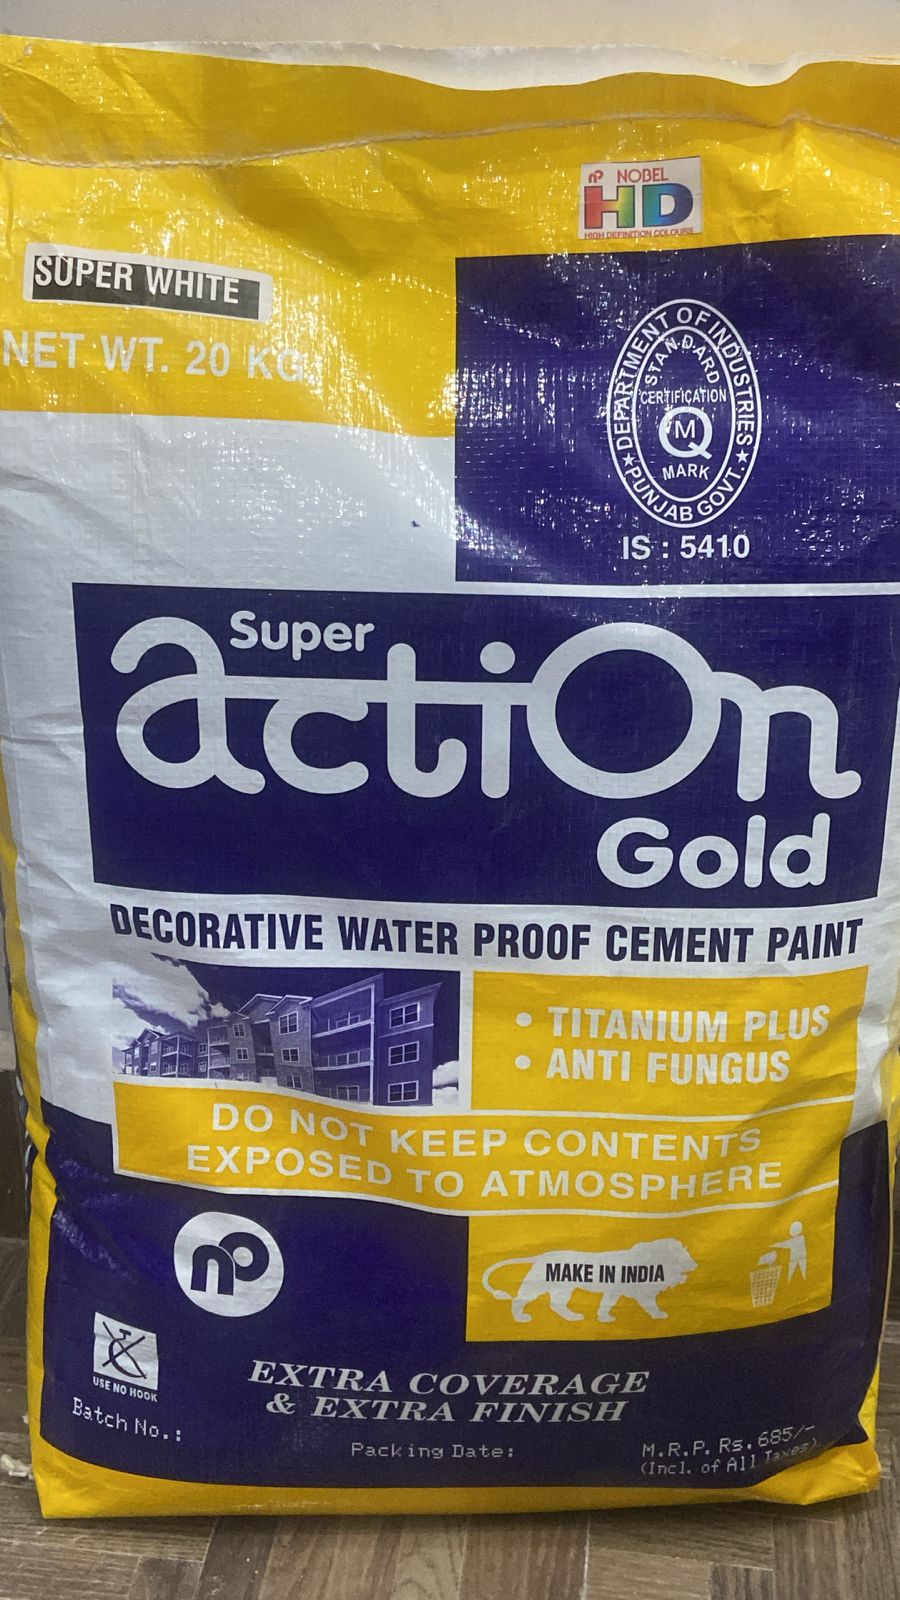 NOBEL
HD
HIGH DEFINITION COLOURS
SUPER WHITE
NET WT. 20 KG.
DEPARTMENT OF INDUSTRIES
★ PUNJAB GOVT. ★
STANDARD
CERTIFICATION
QM
MARK
IS : 5410
Super
action
Gold
DECORATIVE WATER PROOF CEMENT PAINT
• TITANIUM PLUS
• ANTI FUNGUS
DO NOT KEEP CONTENTS
EXPOSED TO ATMOSPHERE
np
MAKE IN INDIA
USE NO HOOK
EXTRA COVERAGE
& EXTRA FINISH
Batch No.:
Packing Date:
M.R.P. Rs. 685/-
(Incl. of All Taxes)